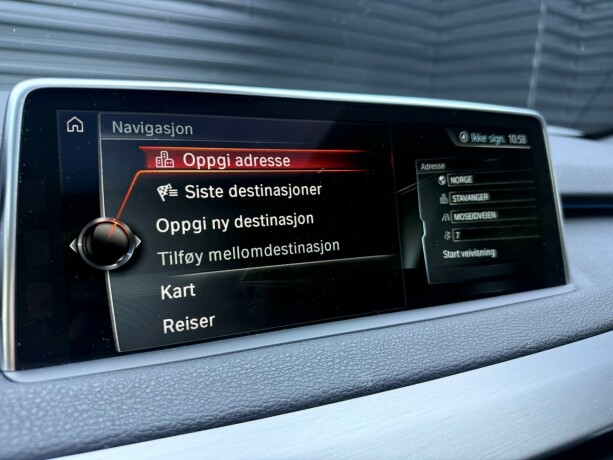 Navigasjon
Oppgi adresse
Siste destinasjoner
Oppgi ny destinasjon
Tilføy mellomdestinasjon
Kart
Reiser
Ikke sign. 10:58
Adresse
NORGE
STAVANGER
MOSEIDVEIEN
7
Start veivisning